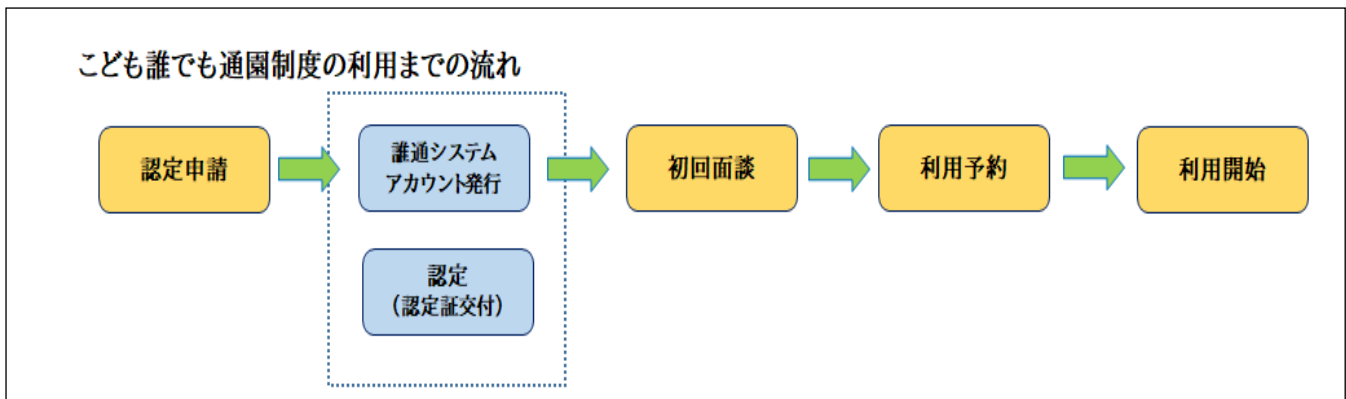 こども誰でも通園制度の利用までの流れ
認定申請
誰通システム
アカウント発行
認定
(認定証交付)
初回面談
利用予約
利用開始